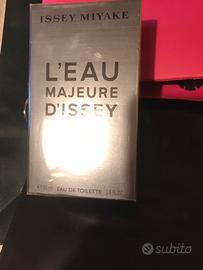 ISSEY MIYAKE
L'EAU
MAJEURE
D'ISSEY
EAU DE TOILETTE
subito